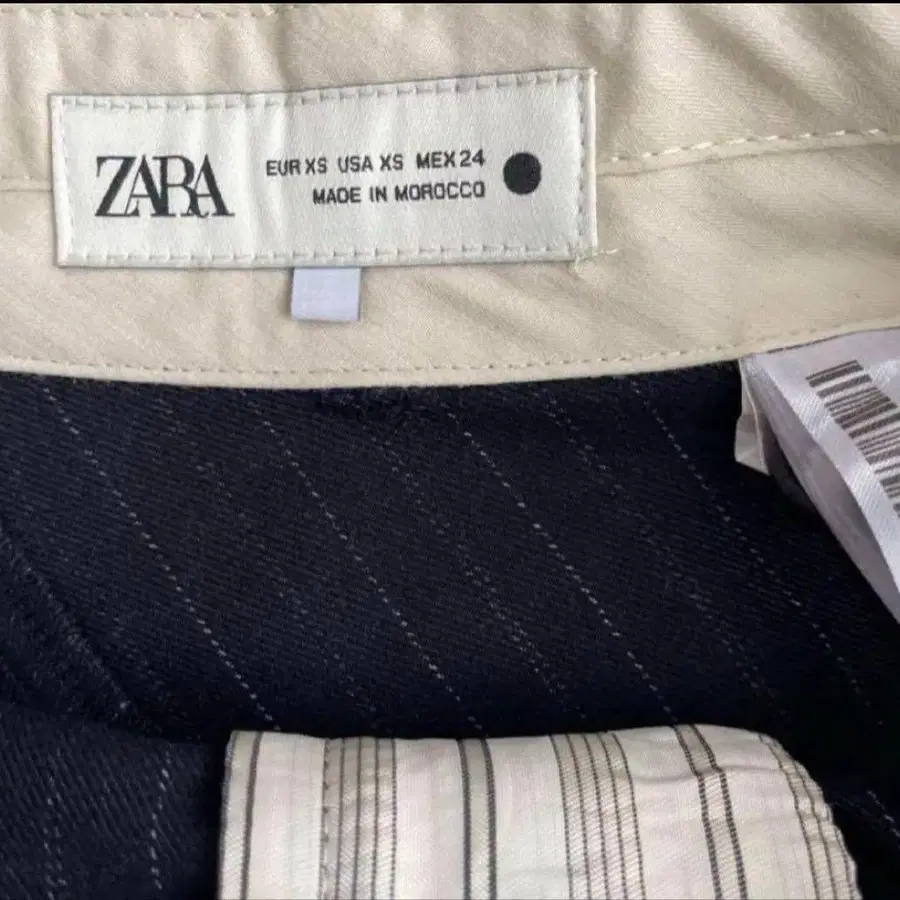 ZARA
EUR XS USA XS MEX 24
MADE IN MOROCCO